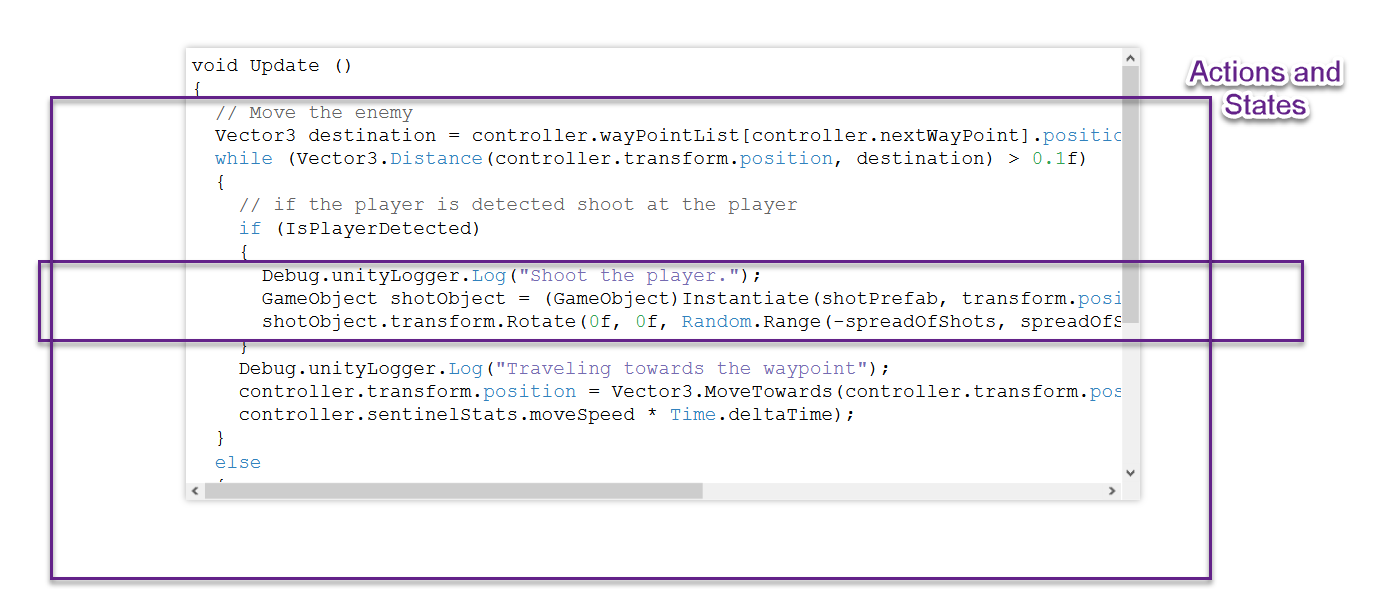 void Update ()
{
// Move the enemy
Vector3 destination = controller.wayPointList[controller.nextWayPoint].positio
while (Vector3.Distance(controller.transform.position, destination) > 0.1f)
{
// if the player is detected shoot at the player
if (IsPlayerDetected)
{
Debug.unityLogger.Log("Shoot the player.");
GameObject shotObject = (GameObject)Instantiate(shotPrefab, transform.posi
shotObject.transform.Rotate(0f, 0f, Random.Range(-spreadOfShots, spreadOfS
}
Debug.unityLogger.Log("Traveling towards the waypoint");
controller.transform.position = Vector3.MoveTowards(controller.transform.pos
controller.sentinelStats.moveSpeed * Time.deltaTime);
}
else
{
Actions and
States